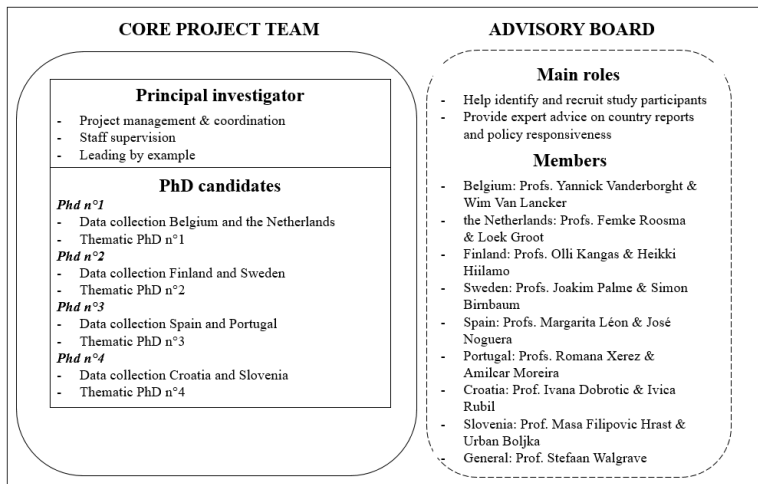 CORE PROJECT TEAM
Principal investigator
- Project management & coordination
- Staff supervision
- Leading by example
PhD candidates
Phd n°1
- Data collection Belgium and the Netherlands
- Thematic PhD n°1
Phd n°2
- Data collection Finland and Sweden
- Thematic PhD n°2
Phd n°3
- Data collection Spain and Portugal
- Thematic PhD n°3
Phd n°4
- Data collection Croatia and Slovenia
- Thematic PhD n°4
ADVISORY BOARD
Main roles
- Help identify and recruit study participants
- Provide expert advice on country reports
and policy responsiveness
Members
- Belgium: Profs. Yannick Vanderborght &
Wim Van Lancker
- the Netherlands: Profs. Femke Roosma
& Loek Groot
- Finland: Profs. Olli Kangas & Heikki
Hiilamo
- Sweden: Profs. Joakim Palme & Simon
Birnbaum
- Spain: Profs. Margarita Léon & José
Noguera
- Portugal: Profs. Romana Xerez &
Amilcar Moreira
- Croatia: Prof. Ivana Dobrotic & Ivica
Rubil
- Slovenia: Prof. Masa Filipovic Hrast &
Urban Boljka
- General: Prof. Stefaan Walgrave